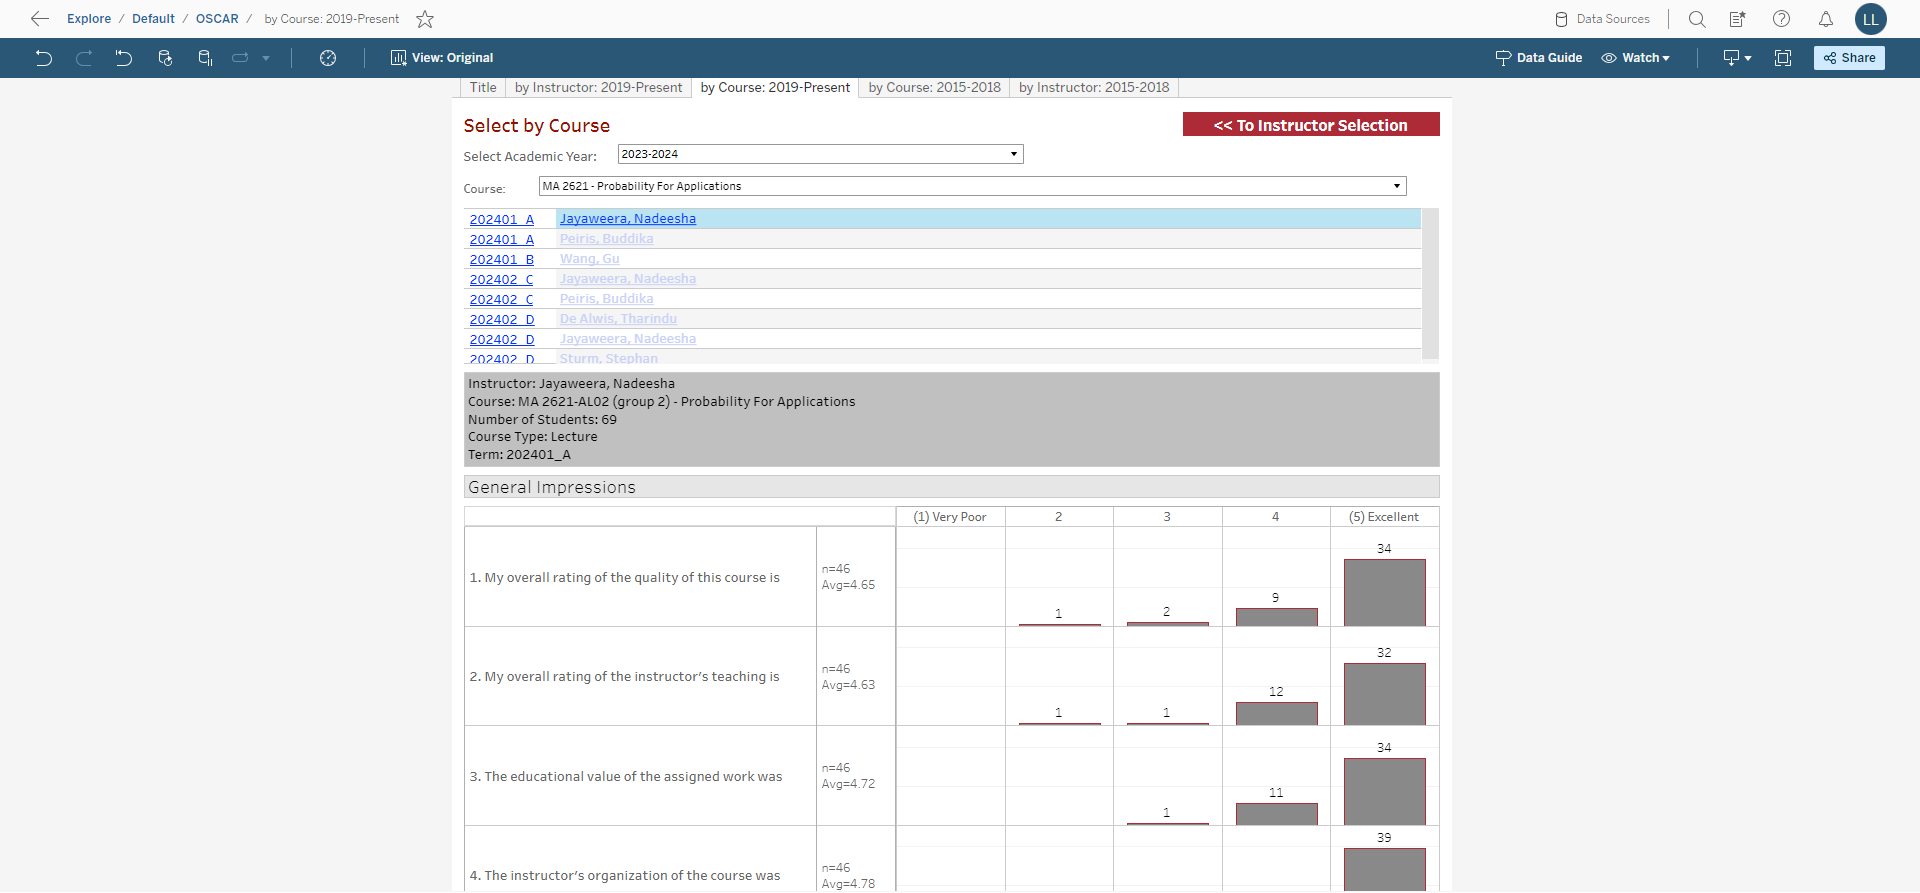 Explore / Default / OSCAR / by Course: 2019-Present
Data Sources
LL
View: Original
Data Guide
Watch
Share
Title
by Instructor: 2019-Present
by Course: 2019-Present
by Course: 2015-2018
by Instructor: 2015-2018
Select by Course
<< To Instructor Selection
Select Academic Year:
2023-2024
Course:
MA 2621 - Probability For Applications
202401_A Jayaweera, Nadeesha
202401_A Peiris, Buddika
202401_B Wang, Gu
202402_C Jayaweera, Nadeesha
202402_C Peiris, Buddika
202402_D De Alwis, Tharindu
202402_D Jayaweera, Nadeesha
202402_D Sturm, Stephan
Instructor: Jayaweera, Nadeesha
Course: MA 2621-AL02 (group 2) - Probability For Applications
Number of Students: 69
Course Type: Lecture
Term: 202401_A
General Impressions
(1) Very Poor 2 3 4 (5) Excellent
1. My overall rating of the quality of this course is
n=46
Avg=4.65
1 2 9 34
2. My overall rating of the instructor's teaching is
n=46
Avg=4.63
1 1 12 32
3. The educational value of the assigned work was
n=46
Avg=4.72
1 11 34
4. The instructor's organization of the course was
n=46
Avg=4.78
39